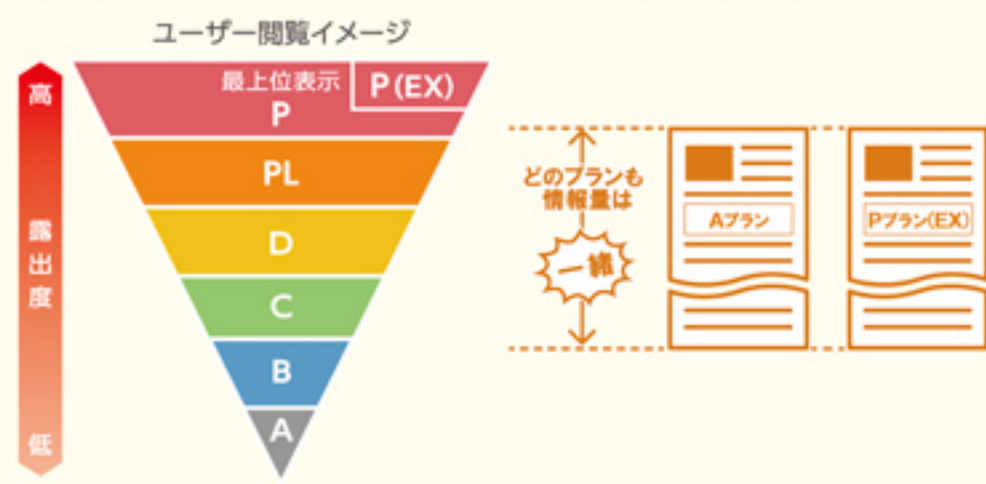 ユーザー閲覧イメージ
高
露出度
低
最上位表示
P
P(EX)
PL
D
C
B
A
どのプランも
情報量は
一緒
Aプラン
Pプラン(EX)